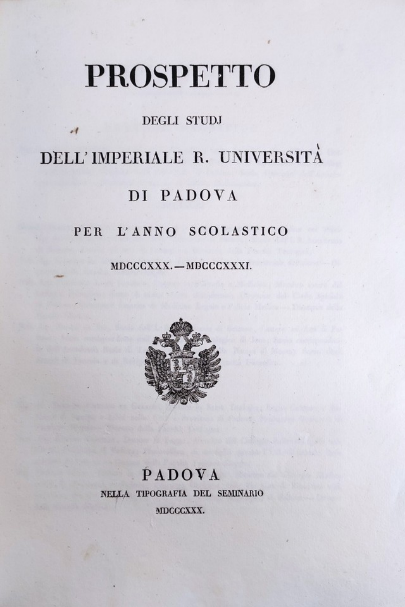 PROSPETTO
DEGLI STUDJ
DELL'IMPERIALE R. UNIVERSITÀ
DI PADOVA
PER L'ANNO SCOLASTICO
MDCCCXXX.—MDCCCXXXI.
PADOVA
NELLA TIPOGRAFIA DEL SEMINARIO
MDCCCXXX.